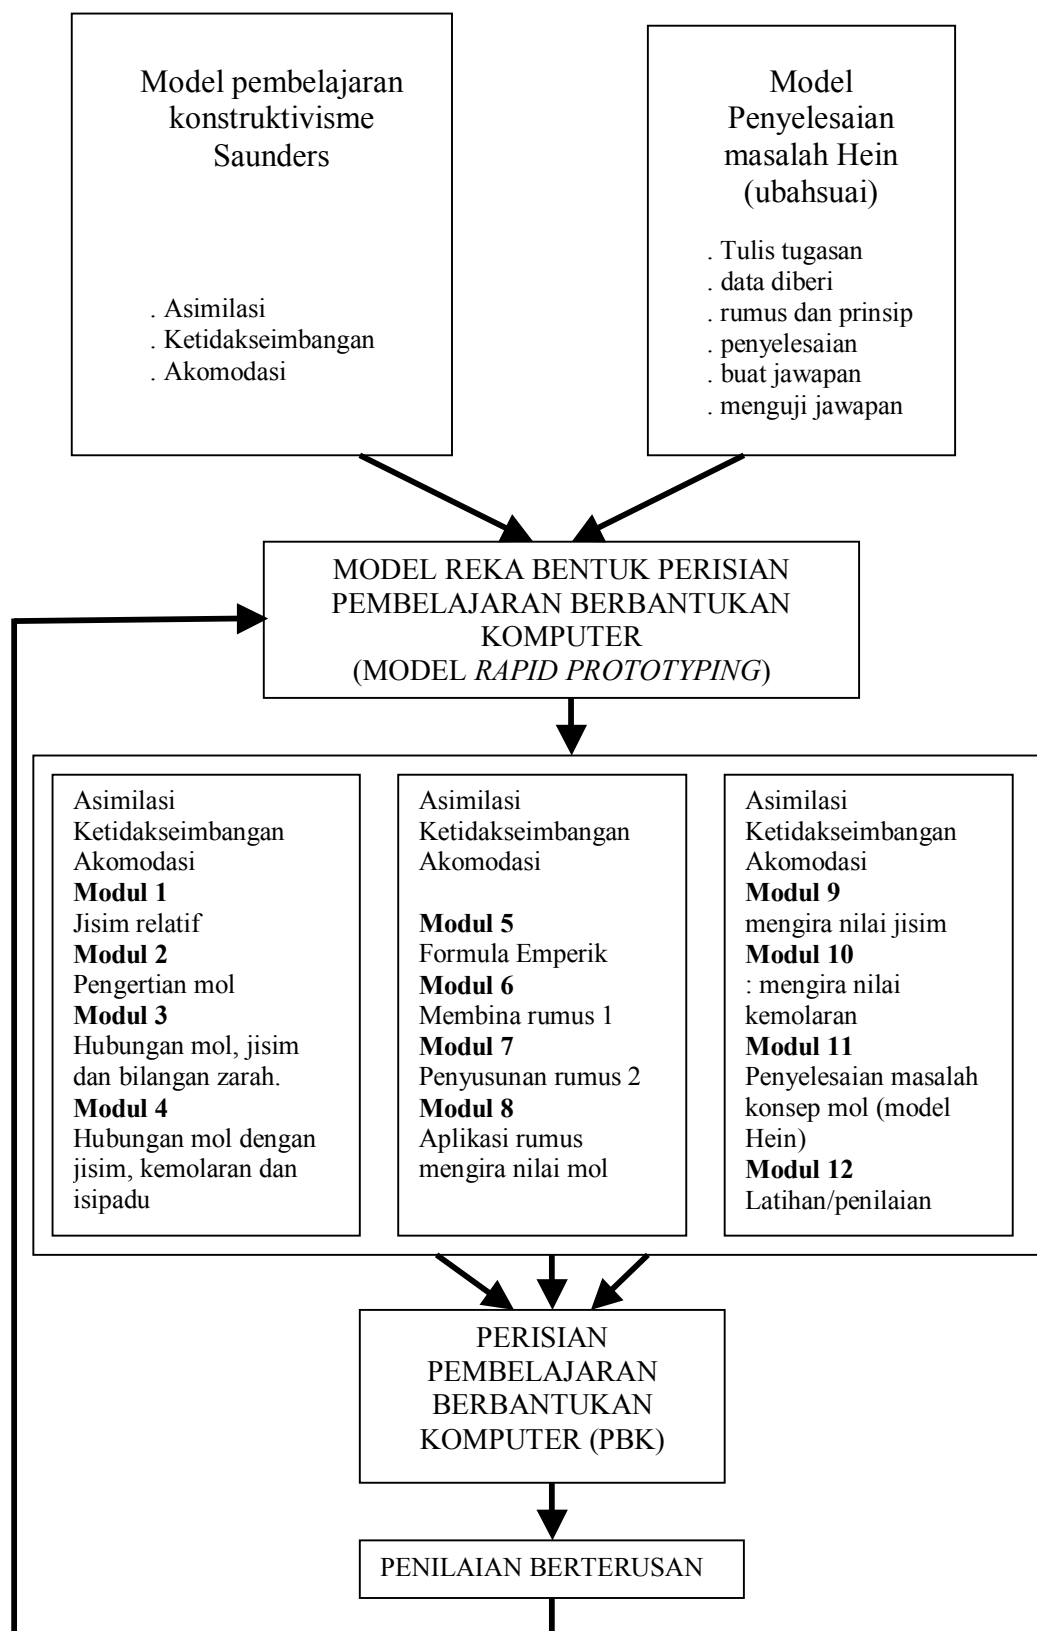 Model pembelajaran
konstruktivisme
Saunders
. Asimilasi
. Ketidakseimbangan
. Akomodasi
Model
Penyelesaian
masalah Hein
(ubahsuai)
. Tulis tugasan
. data diberi
. rumus dan prinsip
. penyelesaian
. buat jawapan
. menguji jawapan
MODEL REKA BENTUK PERISIAN
PEMBELAJARAN BERBANTUKAN
KOMPUTER
(MODEL RAPID PROTOTYPING)
Asimilasi
Ketidakseimbangan
Akomodasi
Modul 1
Jisim relatif
Modul 2
Pengertian mol
Modul 3
Hubungan mol, jisim
dan bilangan zarah.
Modul 4
Hubungan mol dengan
jisim, kemolaran dan
isipadu
Asimilasi
Ketidakseimbangan
Akomodasi
Modul 5
Formula Emperik
Modul 6
Membina rumus 1
Modul 7
Penyusunan rumus 2
Modul 8
Aplikasi rumus
mengira nilai mol
Asimilasi
Ketidakseimbangan
Akomodasi
Modul 9
mengira nilai jisim
Modul 10
: mengira nilai
kemolaran
Modul 11
Penyelesaian masalah
konsep mol (model
Hein)
Modul 12
Latihan/penilaian
PERISIAN
PEMBELAJARAN
BERBANTUKAN
KOMPUTER (PBK)
PENILAIAN BERTERUSAN